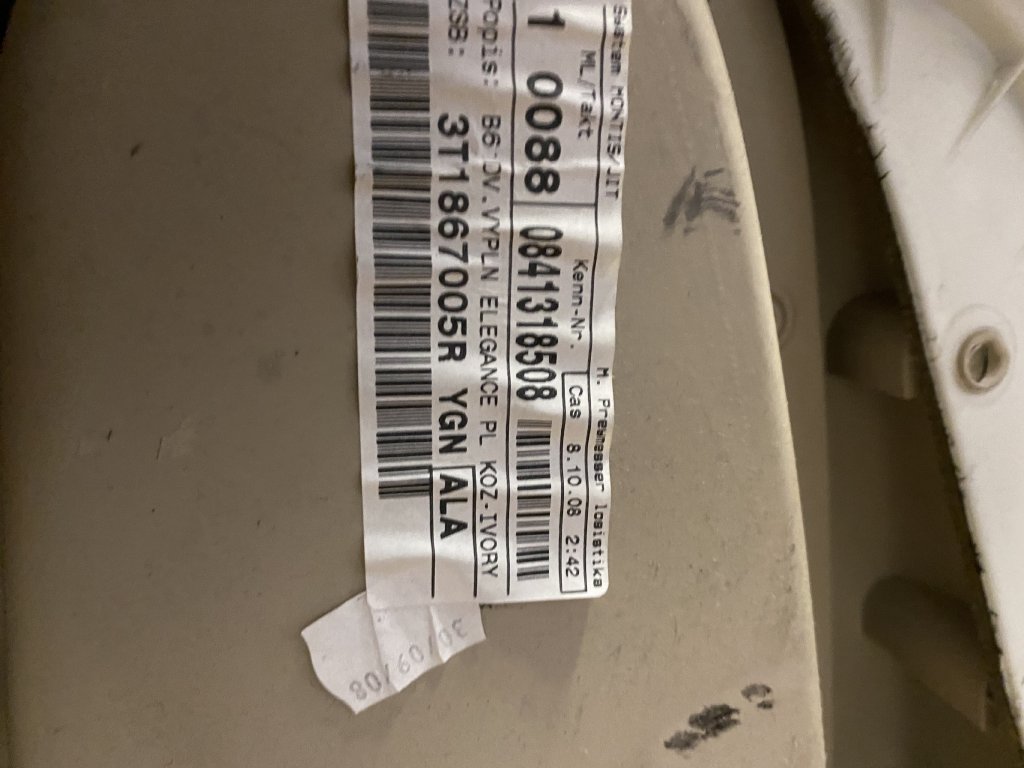 System MONTIS/JIT M. Preamesser logistika
ML/Takt Kenn-Nr. Cas 8.10.08 2:42
1 0088 0841318508
Popis: B6 DV.VYPLN ELEGANCE PL KOZ-IVORY
ZSB: 3T1867005R YGN ALA
30/09/08